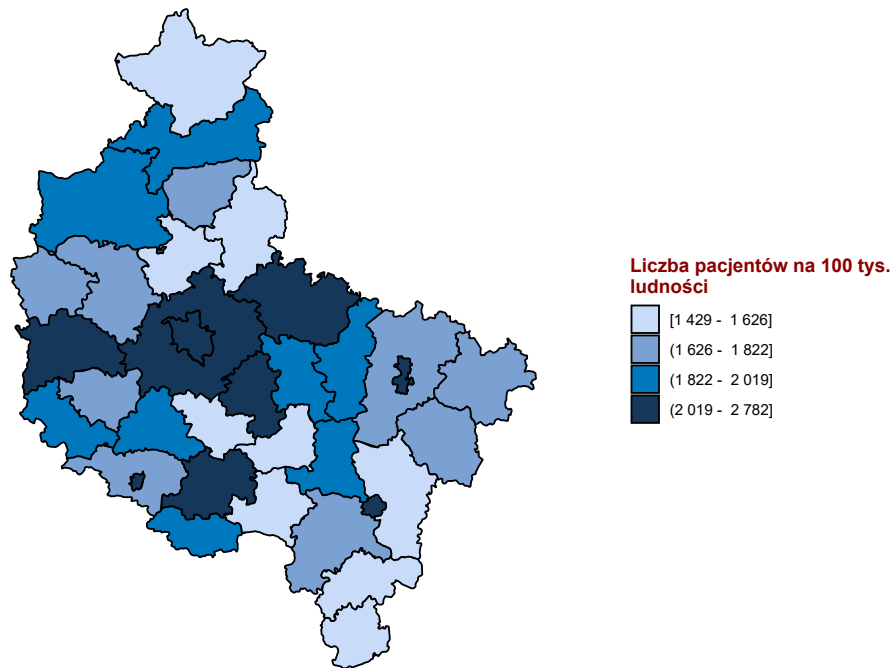 Liczba pacjentów na 100 tys.
ludności
[1 429 - 1 626]
(1 626 - 1 822]
(1 822 - 2 019]
(2 019 - 2 782]